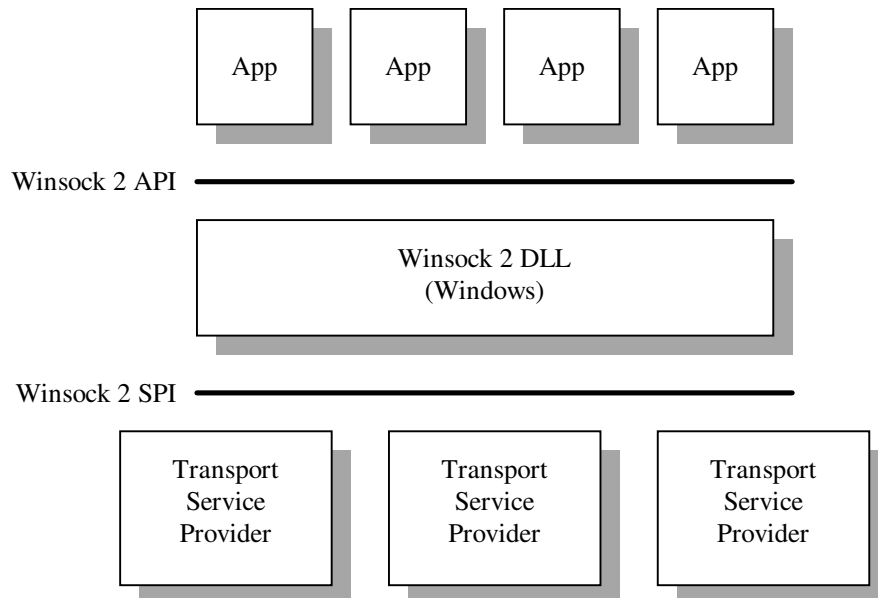 App
App
App
App
Winsock 2 API
Winsock 2 DLL
(Windows)
Winsock 2 SPI
Transport
Service
Provider
Transport
Service
Provider
Transport
Service
Provider